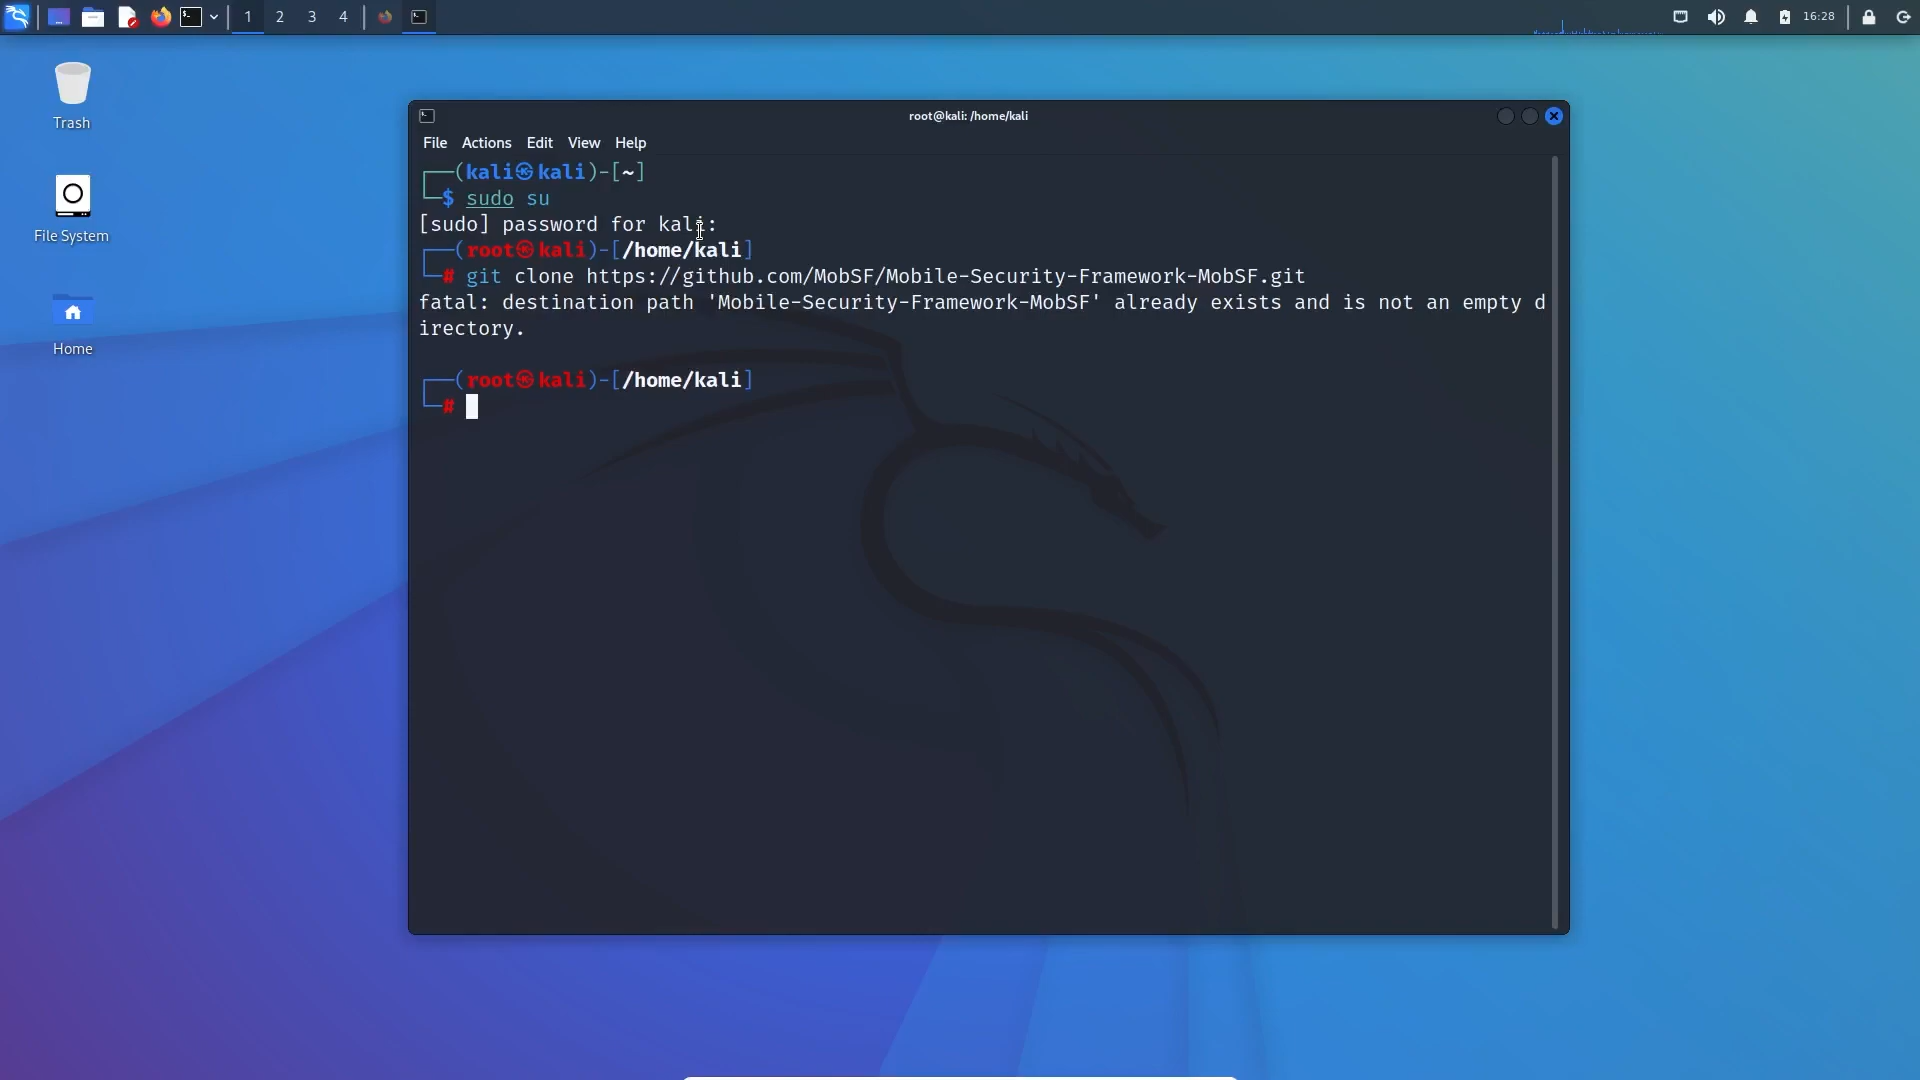 1 2 3 4
16:28
Trash
File System
Home
root@kali: /home/kali
File Actions Edit View Help
┌──(kali㉿kali)-[~]
└─$ sudo su
[sudo] password for kali:
┌──(root㉿kali)-[/home/kali]
└─# git clone https://github.com/MobSF/Mobile-Security-Framework-MobSF.git
fatal: destination path 'Mobile-Security-Framework-MobSF' already exists and is not an empty d
irectory.
┌──(root㉿kali)-[/home/kali]
└─#